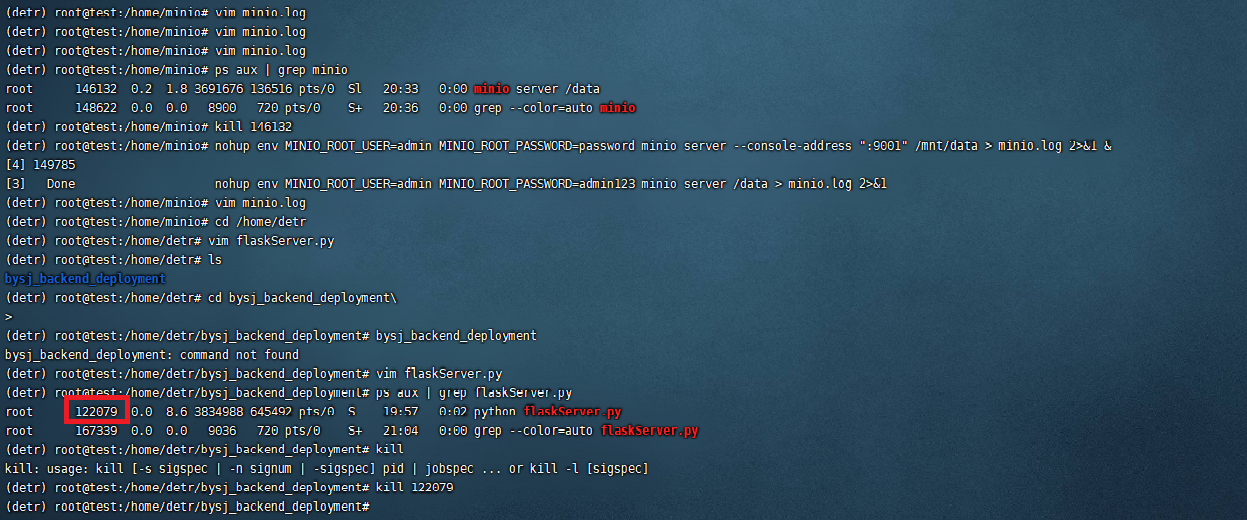 (detr) root@test:/home/minio# vim minio.log
(detr) root@test:/home/minio# vim minio.log
(detr) root@test:/home/minio# vim minio.log
(detr) root@test:/home/minio# ps aux | grep minio
root      146132  0.2  1.8 3691676 136516 pts/0  Sl   20:33   0:00 minio server /data
root      148622  0.0  0.0   8900   720 pts/0    S+   20:36   0:00 grep --color=auto minio
(detr) root@test:/home/minio# kill 146132
(detr) root@test:/home/minio# nohup env MINIO_ROOT_USER=admin MINIO_ROOT_PASSWORD=password minio server --console-address ":9001" /mnt/data > minio.log 2>&1 &
[4] 149785
[3]   Done                    nohup env MINIO_ROOT_USER=admin MINIO_ROOT_PASSWORD=admin123 minio server /data > minio.log 2>&1
(detr) root@test:/home/minio# vim minio.log
(detr) root@test:/home/minio# cd /home/detr
(detr) root@test:/home/detr# vim flaskServer.py
(detr) root@test:/home/detr# ls
bysj_backend_deployment
(detr) root@test:/home/detr# cd bysj_backend_deployment\
>
(detr) root@test:/home/detr/bysj_backend_deployment# bysj_backend_deployment
bysj_backend_deployment: command not found
(detr) root@test:/home/detr/bysj_backend_deployment# vim flaskServer.py
(detr) root@test:/home/detr/bysj_backend_deployment# ps aux | grep flaskServer.py
root      122079  0.0  8.6 3834988 645492 pts/0  S    19:57   0:02 python flaskServer.py
root      167339  0.0  0.0   9036   720 pts/0    S+   21:04   0:00 grep --color=auto flaskServer.py
(detr) root@test:/home/detr/bysj_backend_deployment# kill
kill: usage: kill [-s sigspec | -n signum | -sigspec] pid | jobspec ... or kill -l [sigspec]
(detr) root@test:/home/detr/bysj_backend_deployment# kill 122079
(detr) root@test:/home/detr/bysj_backend_deployment#